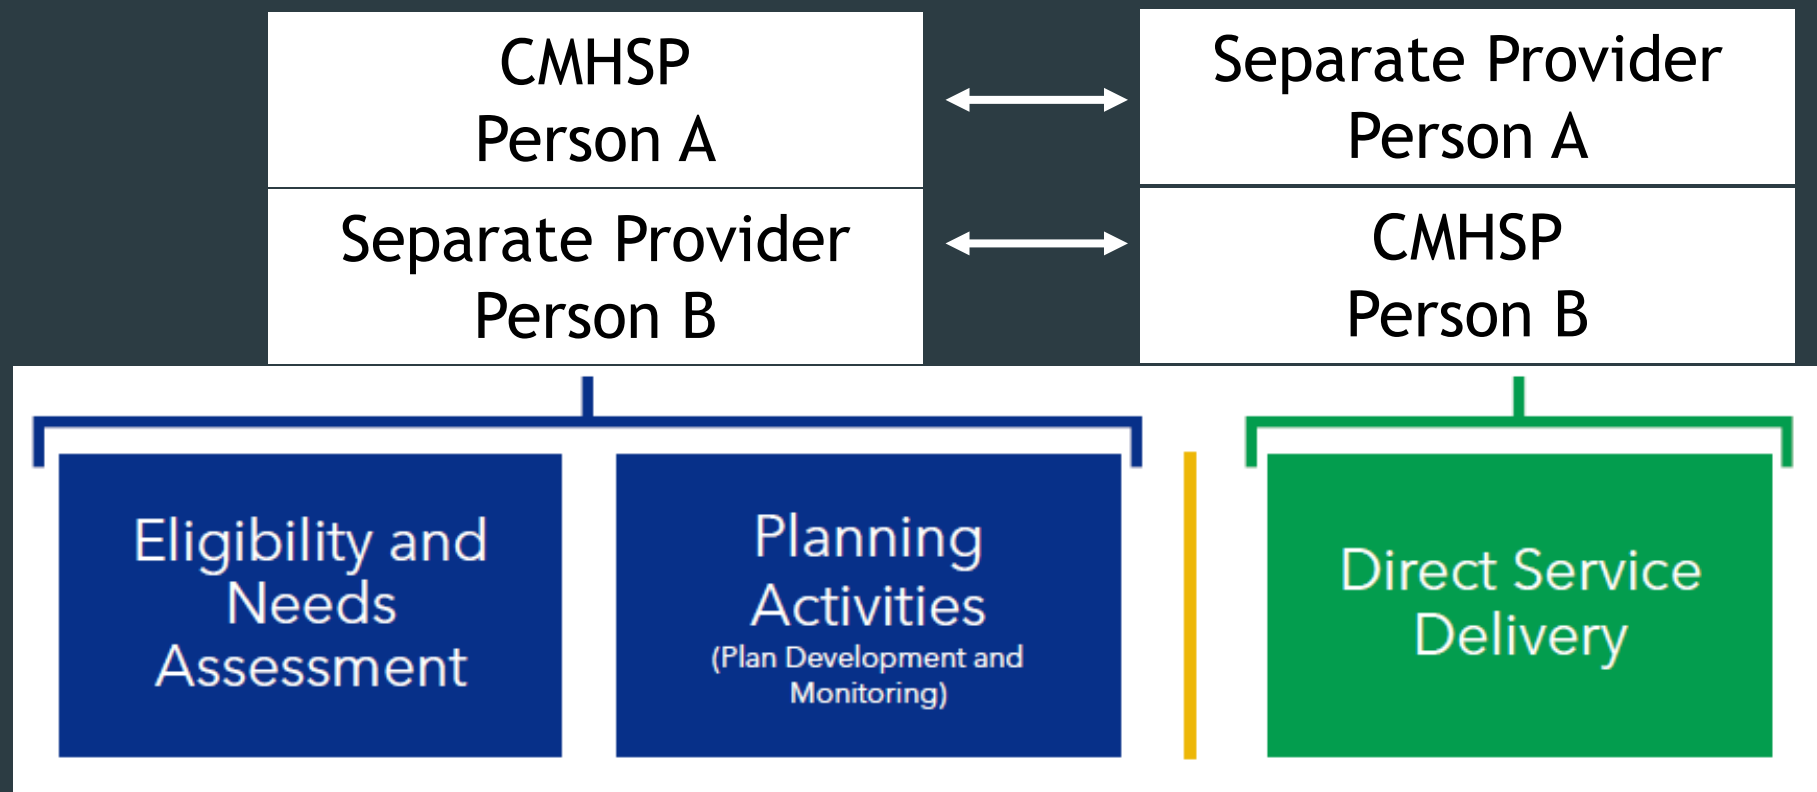 CMHSP
Person A
Separate Provider
Person A
Separate Provider
Person B
CMHSP
Person B
Eligibility and
Needs
Assessment
Planning
Activities
(Plan Development and
Monitoring)
Direct Service
Delivery